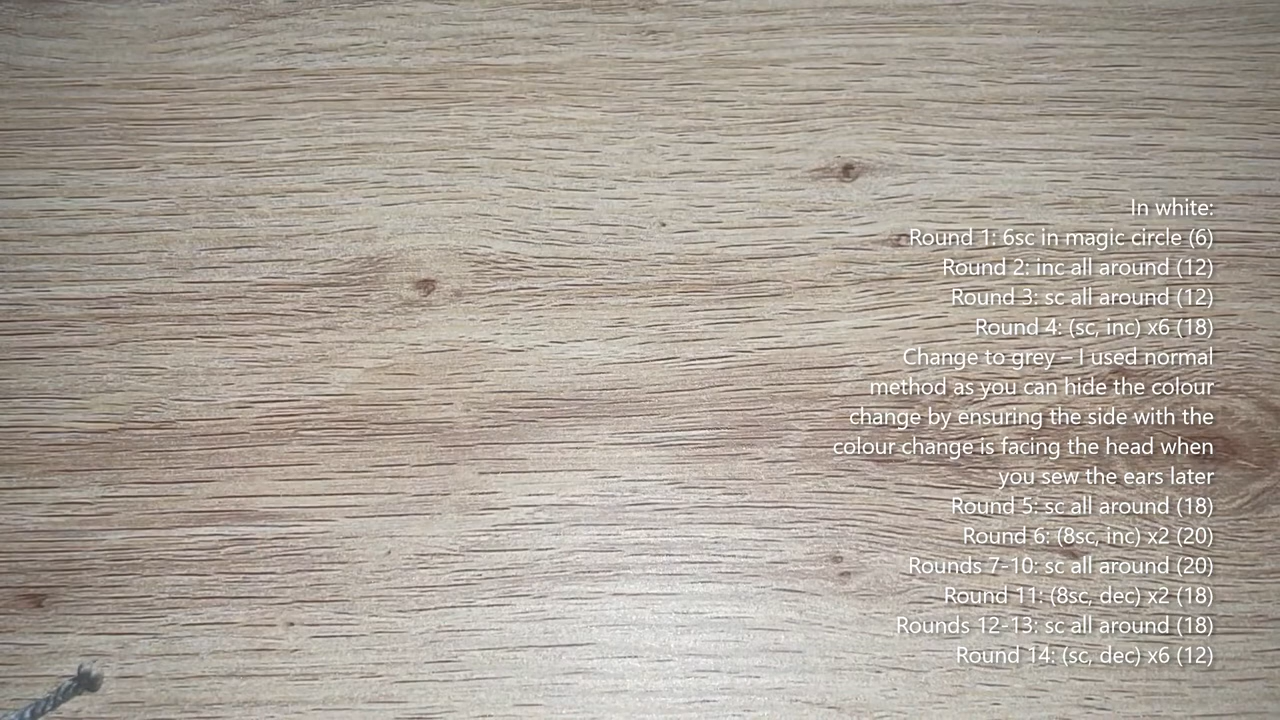 In white:
Round 1: 6sc in magic circle (6)
Round 2: inc all around (12)
Round 3: sc all around (12)
Round 4: (sc, inc) x6 (18)
Change to grey – I used normal
method as you can hide the colour
change by ensuring the side with the
colour change is facing the head when
you sew the ears later
Round 5: sc all around (18)
Round 6: (8sc, inc) x2 (20)
Rounds 7-10: sc all around (20)
Round 11: (8sc, dec) x2 (18)
Rounds 12-13: sc all around (18)
Round 14: (sc, dec) x6 (12)